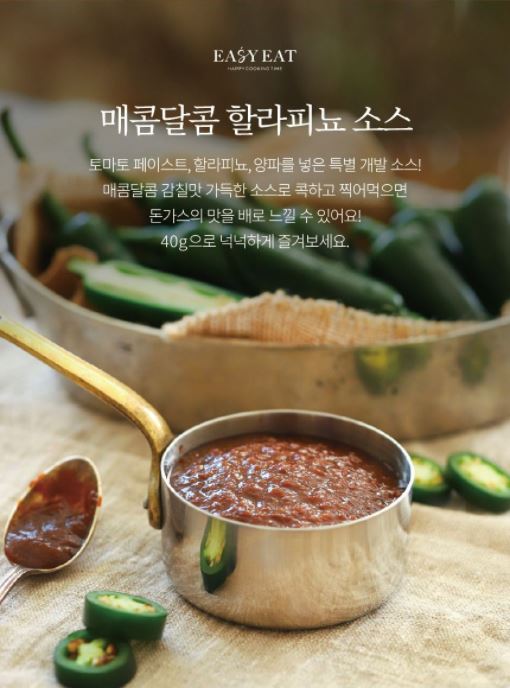 EASY EAT
HAPPY COOKING TIME
매콤달콤 할라피뇨 소스
토마토 페이스트, 할라피뇨, 양파를 넣은 특별 개발 소스!
매콤달콤 감칠맛 가득한 소스로 콕하고 찍어먹으면
돈가스의 맛을 배로 느낄 수 있어요!
40g으로 넉넉하게 즐겨보세요.